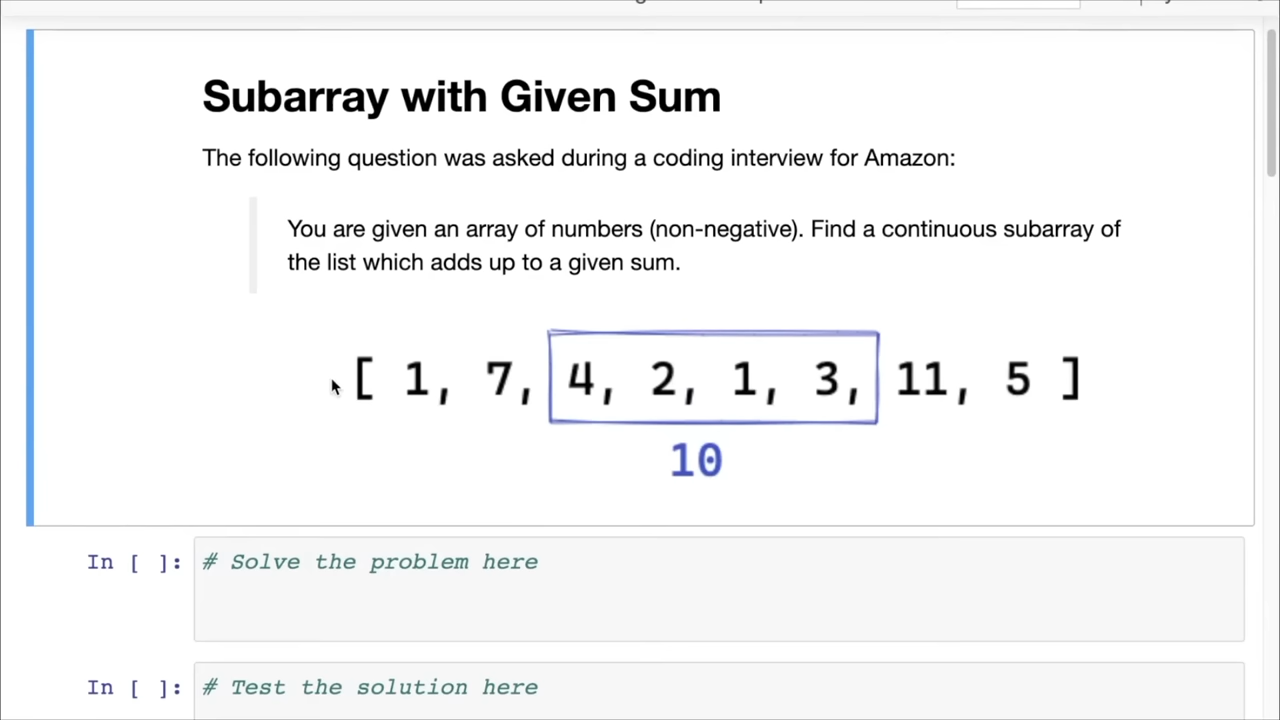 Subarray with Given Sum
The following question was asked during a coding interview for Amazon:
You are given an array of numbers (non-negative). Find a continuous subarray of
the list which adds up to a given sum.
[ 1, 7, 4, 2, 1, 3, 11, 5 ]
10
In [ ]: # Solve the problem here
In [ ]: # Test the solution here